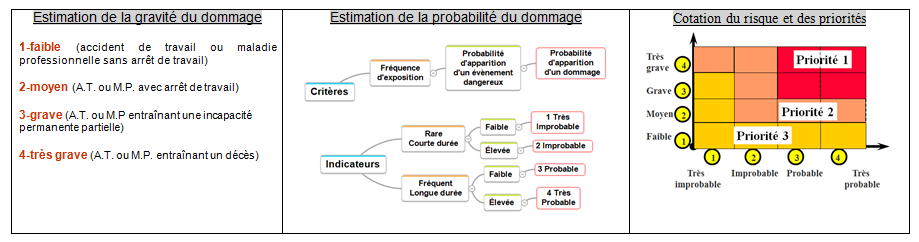 Estimation de la gravité du dommage
1-faible (accident de travail ou maladie
professionnelle sans arrêt de travail)
2-moyen (A.T. ou M.P. avec arrêt de travail)
3-grave (A.T. ou M.P entraînant une incapacité
permanente partielle)
4-très grave (A.T. ou M.P. entraînant un décès)
Estimation de la probabilité du dommage
Critères
Fréquence
d'exposition
Probabilité
d'apparition
d'un évènement
dangereux
Probabilité
d'apparition
d'un dommage
Indicateurs
Rare
Courte durée
Faible
1 Très
Improbable
Élevée
2 Improbable
Fréquent
Longue durée
Faible
3 Probable
Élevée
4 Très
Probable
Cotation du risque et des priorités
Très
grave
4
Priorité 1
Grave
3
Moyen
2
Priorité 2
Faible
1
Priorité 3
1
2
3
4
Très
improbable
Improbable
Probable
Très
probable